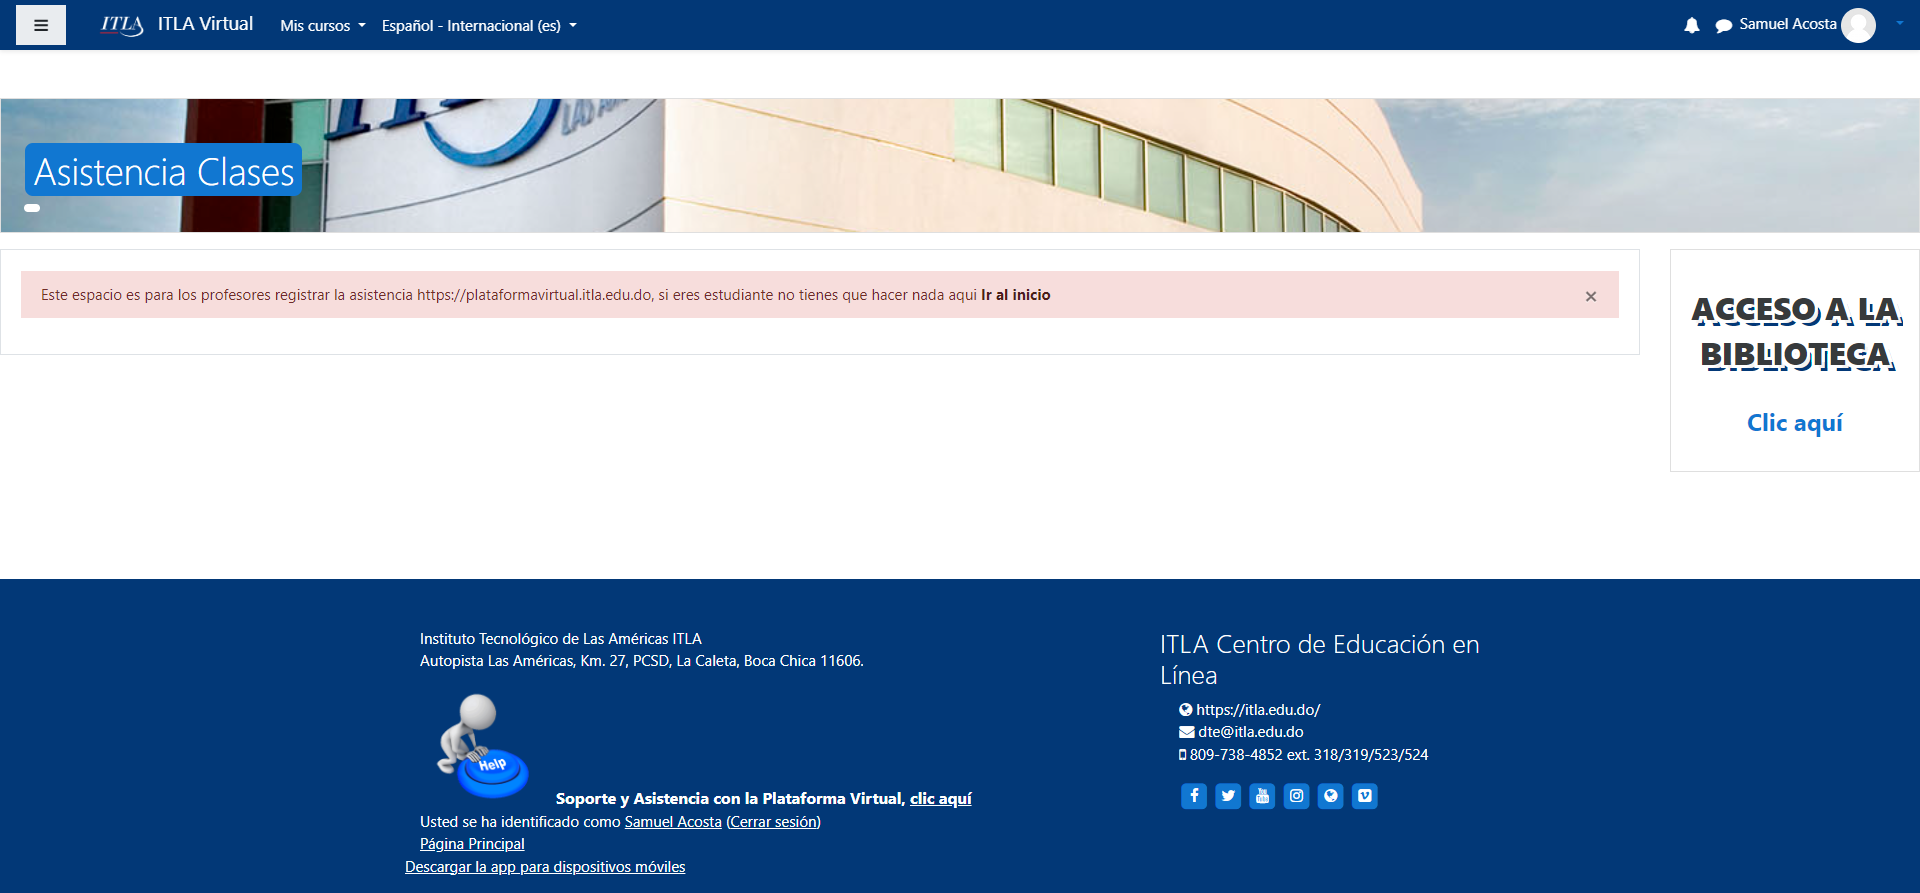 ITLA ITLA Virtual Mis cursos Español - Internacional (es) Samuel Acosta
LAS
Asistencia Clases
Este espacio es para los profesores registrar la asistencia https://plataformavirtual.itla.edu.do, si eres estudiante no tienes que hacer nada aqui Ir al inicio ×
ACCESO A LA
BIBLIOTECA
Clic aquí
Instituto Tecnológico de Las Américas ITLA
Autopista Las Américas, Km. 27, PCSD, La Caleta, Boca Chica 11606.
Help
Soporte y Asistencia con la Plataforma Virtual, clic aquí
Usted se ha identificado como Samuel Acosta (Cerrar sesión)
Página Principal
Descargar la app para dispositivos móviles
ITLA Centro de Educación en
Línea
https://itla.edu.do/
dte@itla.edu.do
809-738-4852 ext. 318/319/523/524